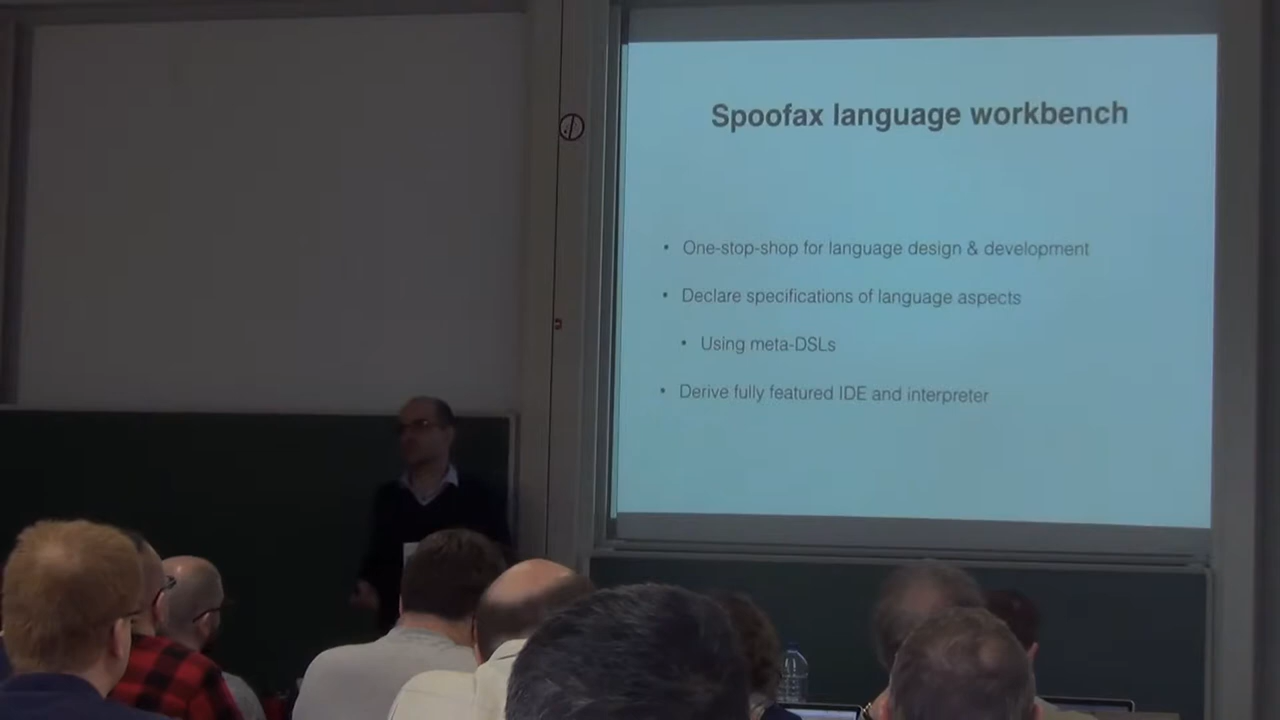 Spoofax language workbench
• One-stop-shop for language design & development
• Declare specifications of language aspects
• Using meta-DSLs
• Derive fully featured IDE and interpreter